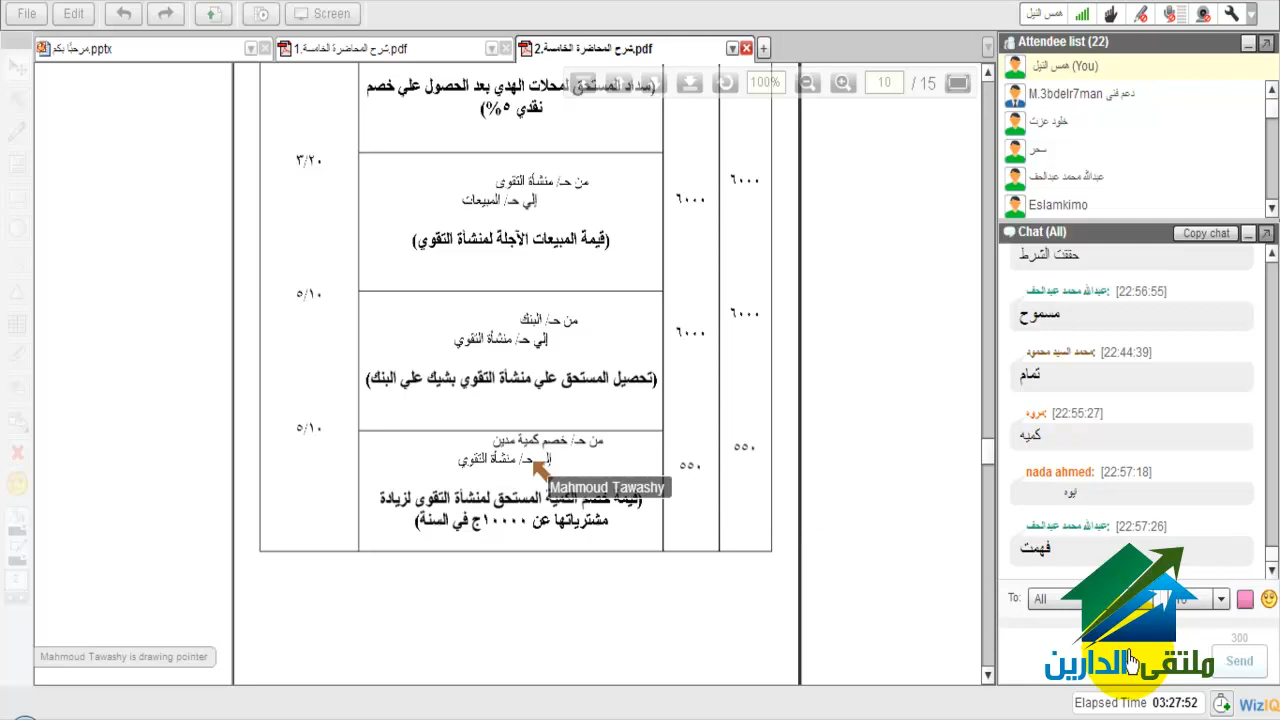 File
Edit
Screen
همس النيل
مرحبًا بكم.pptx
شرح المحاضرة الخامسة.1.pdf
شرح المحاضرة الخامسة.2.pdf
100%
10 / 15
(سداد المستحق لمحلات الهدي بعد الحصول علي خصم
نقدي ٥%)
٣/٢٠
من حـ/ منشأة التقوى
٦٠٠٠
إلي حـ/ المبيعات
٦٠٠٠
(قيمة المبيعات الآجلة لمنشأة التقوي)
٥/١٠
من حـ/ البنك
٦٠٠٠
إلي حـ/ منشأة التقوي
٦٠٠٠
(تحصيل المستحق علي منشأة التقوي بشيك علي البنك)
٥/١٠
من حـ/ خصم كمية مدين
٥٥٠
حـ/ منشأة التقوي
٥٥٠
Mahmoud Tawashy
(قيمة خصم الكمية المستحق لمنشأة التقوى لزيادة
مشترياتها عن ١٠٠٠٠ج في السنة)
Mahmoud Tawashy is drawing pointer
Attendee list (22)
همس النيل (You)
M.3bdelr7man دعم فنى
خلود عزت
سحر
عبدالله محمد عبدالحف
Eslamkimo
Chat (All)
Copy chat
حققت الشرط
عبدالله محمد عبدالحف: [22:56:55]
مسموح
محمد السيد محمود: [22:44:39]
تمام
مروه: [22:55:27]
كميه
nada ahmed: [22:57:18]
ايوه
عبدالله محمد عبدالحف: [22:57:26]
فهمت
To:
All
300
Send
ملتقى الدارين
Elapsed Time 03:27:52
WizIQ